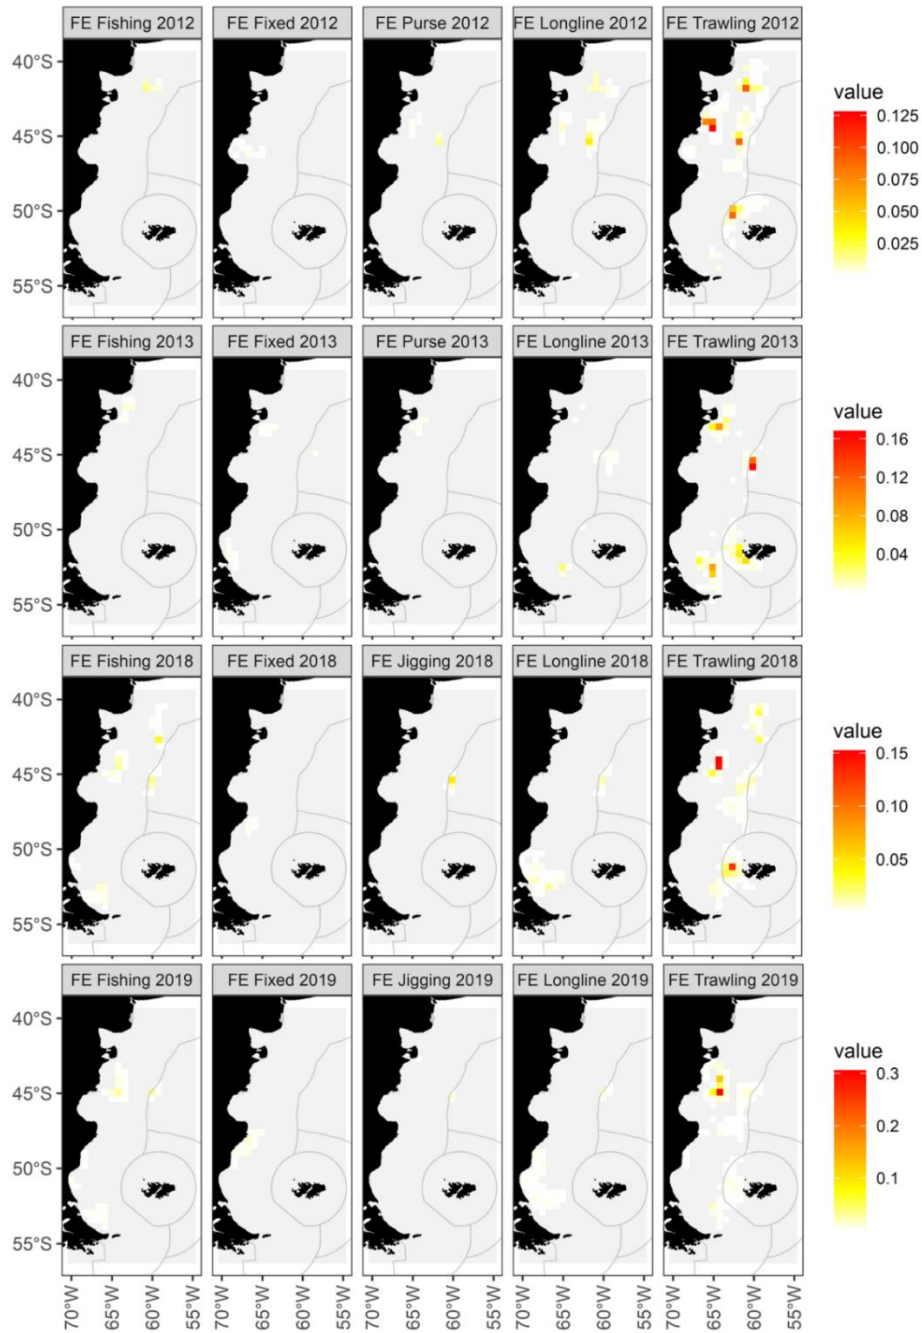 FE Fishing 2012 FE Fixed 2012 FE Purse 2012 FE Longline 2012 FE Trawling 2012
40°S
45°S
50°S
55°S
value
0.125
0.100
0.075
0.050
0.025
FE Fishing 2013 FE Fixed 2013 FE Purse 2013 FE Longline 2013 FE Trawling 2013
40°S
45°S
50°S
55°S
value
0.16
0.12
0.08
0.04
FE Fishing 2018 FE Fixed 2018 FE Jigging 2018 FE Longline 2018 FE Trawling 2018
40°S
45°S
50°S
55°S
value
0.15
0.10
0.05
FE Fishing 2019 FE Fixed 2019 FE Jigging 2019 FE Longline 2019 FE Trawling 2019
40°S
45°S
50°S
55°S
value
0.3
0.2
0.1
70°W 65°W 60°W 55°W 70°W 65°W 60°W 55°W 70°W 65°W 60°W 55°W 70°W 65°W 60°W 55°W 70°W 65°W 60°W 55°W